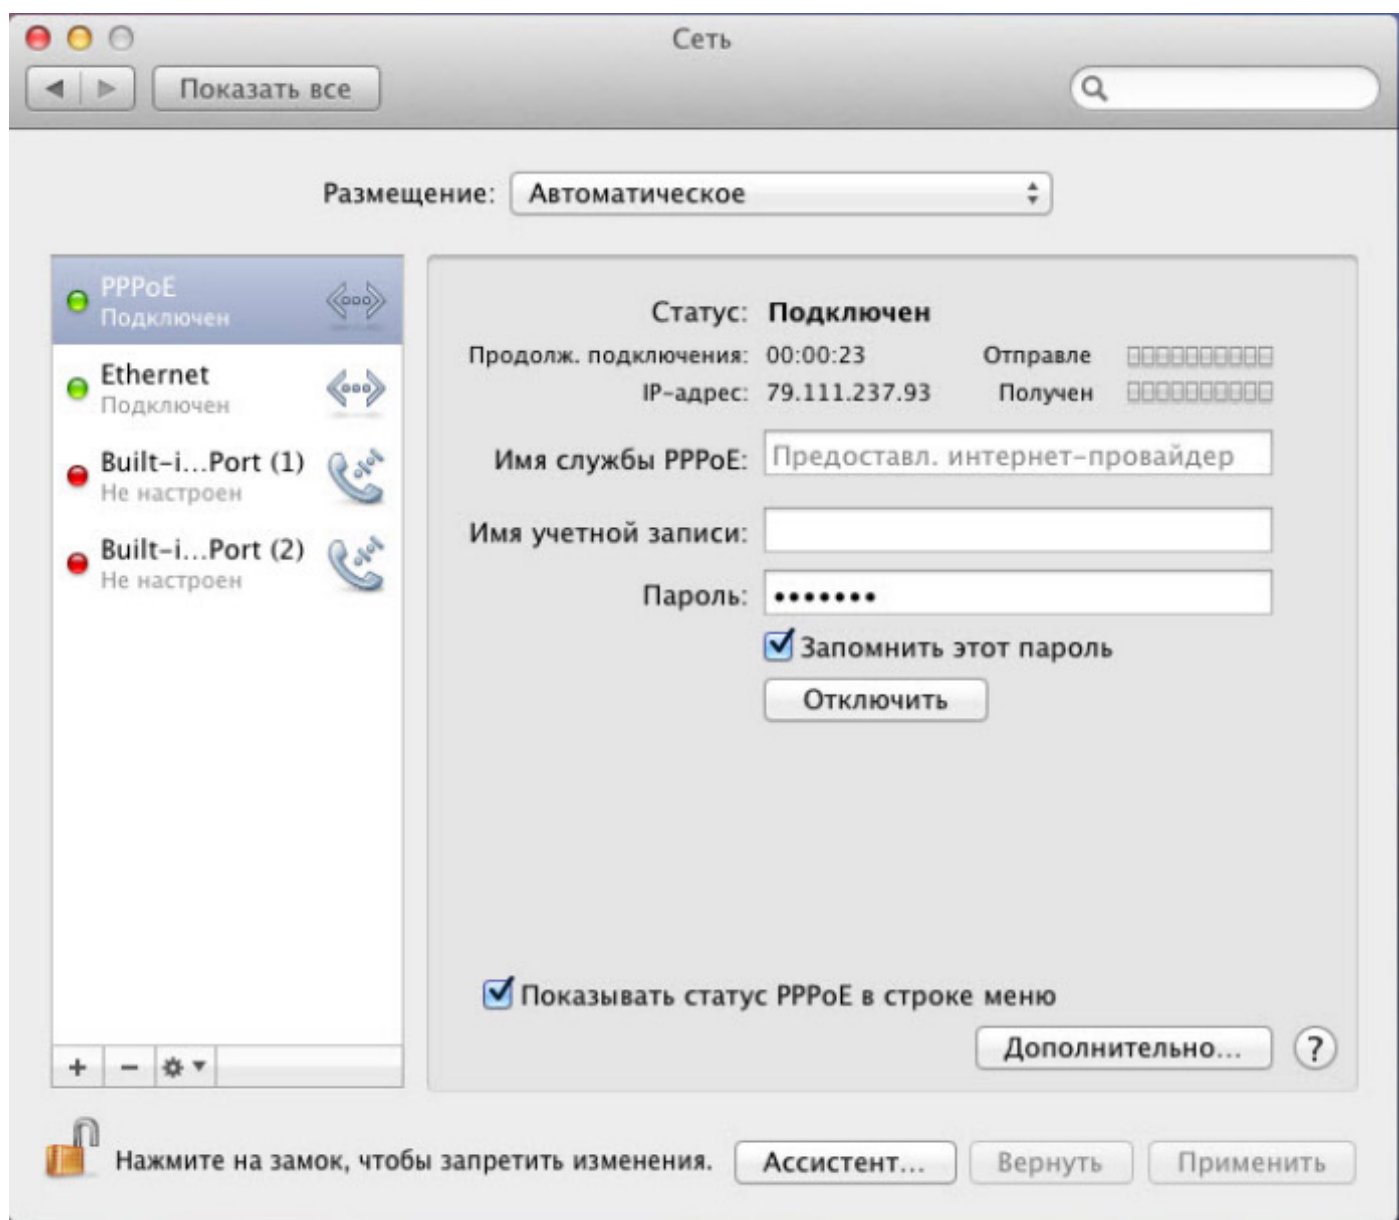 Сеть
Показать все
Размещение: Автоматическое
PPPoE
Подключен
Ethernet
Подключен
Built-i...Port (1)
Не настроен
Built-i...Port (2)
Не настроен
Статус: Подключен
Продолж. подключения: 00:00:23 Отправле
IP-адрес: 79.111.237.93 Получен
Имя службы PPPoE: Предоставл. интернет-провайдер
Имя учетной записи:
Пароль: •••••••
Запомнить этот пароль
Отключить
Показывать статус PPPoE в строке меню
Дополнительно... ?
Нажмите на замок, чтобы запретить изменения. Ассистент... Вернуть Применить